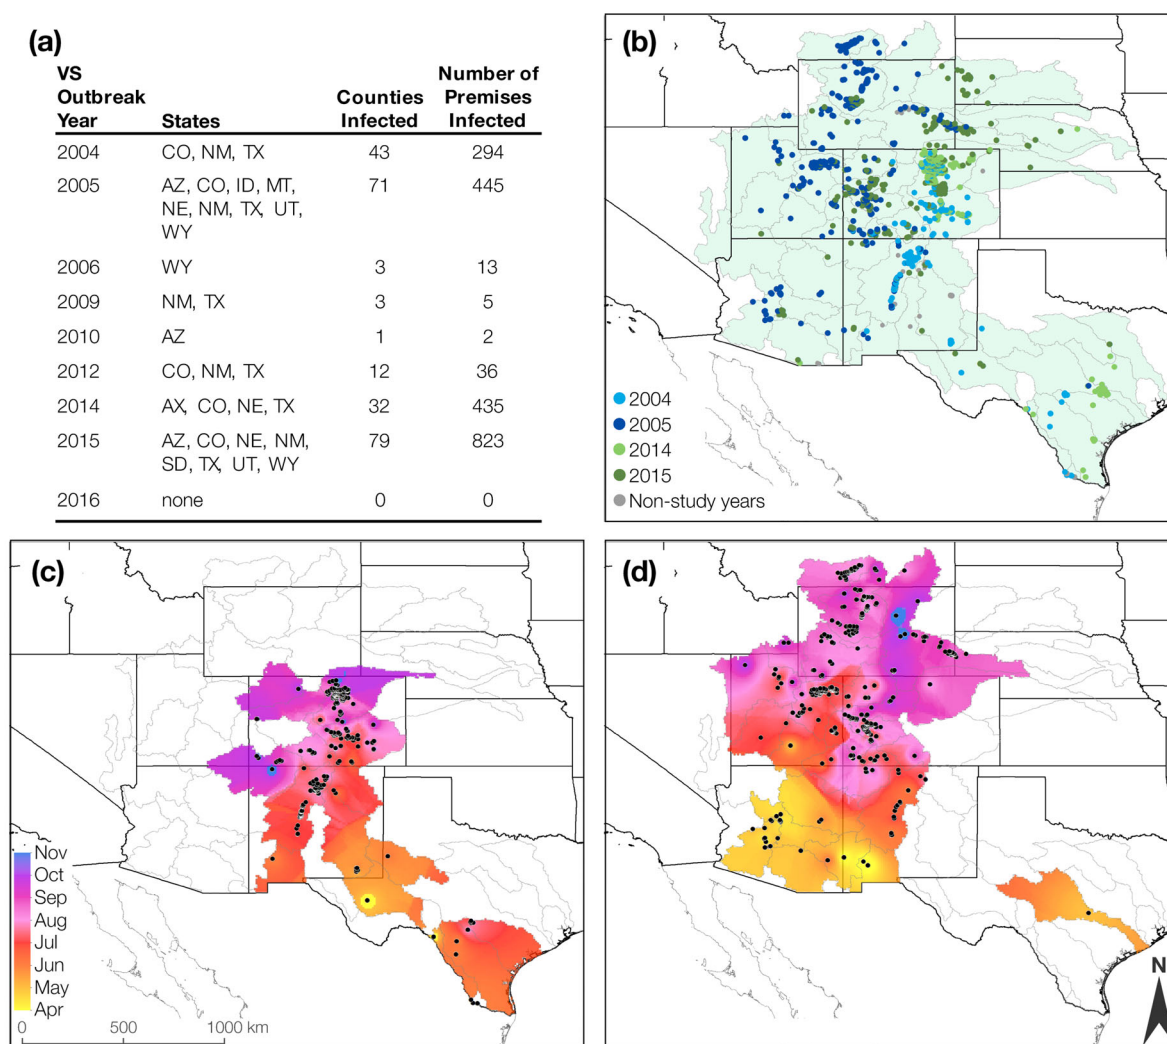 (a)
VS Outbreak Year States Counties Infected Number of Premises Infected
2004 CO, NM, TX 43 294
2005 AZ, CO, ID, MT, 71 445
NE, NM, TX, UT,
WY
2006 WY 3 13
2009 NM, TX 3 5
2010 AZ 1 2
2012 CO, NM, TX 12 36
2014 AX, CO, NE, TX 32 435
2015 AZ, CO, NE, NM, 79 823
SD, TX, UT, WY
2016 none 0 0
(b)
2004
2005
2014
2015
Non-study years
(c)
Nov
Oct
Sep
Aug
Jul
Jun
May
Apr
0 500 1000 km
(d)
N